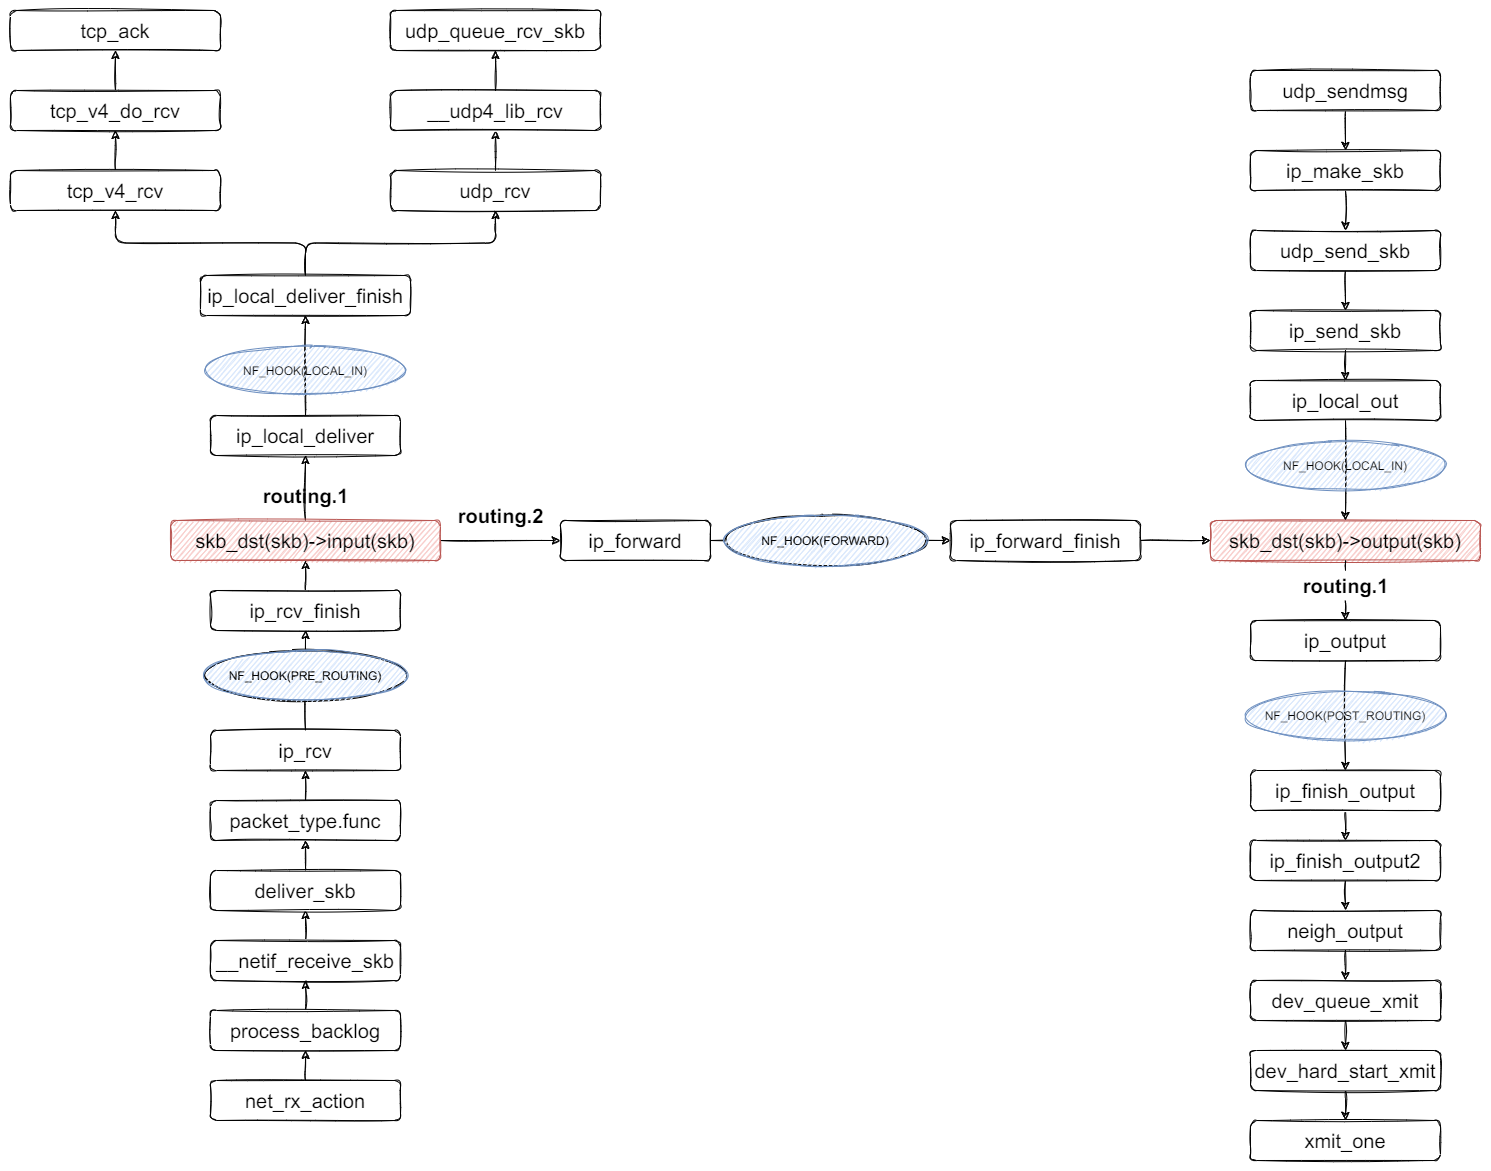 tcp_ack
udp_queue_rcv_skb
udp_sendmsg
tcp_v4_do_rcv
__udp4_lib_rcv
ip_make_skb
tcp_v4_rcv
udp_rcv
udp_send_skb
ip_local_deliver_finish
ip_send_skb
NF_HOOK(LOCAL_IN)
ip_local_out
ip_local_deliver
NF_HOOK(LOCAL_IN)
routing.1
routing.2
skb_dst(skb)->input(skb)
ip_forward
NF_HOOK(FORWARD)
ip_forward_finish
skb_dst(skb)->output(skb)
routing.1
ip_rcv_finish
ip_output
NF_HOOK(PRE_ROUTING)
NF_HOOK(POST_ROUTING)
ip_rcv
ip_finish_output
packet_type.func
ip_finish_output2
deliver_skb
neigh_output
__netif_receive_skb
dev_queue_xmit
process_backlog
dev_hard_start_xmit
net_rx_action
xmit_one